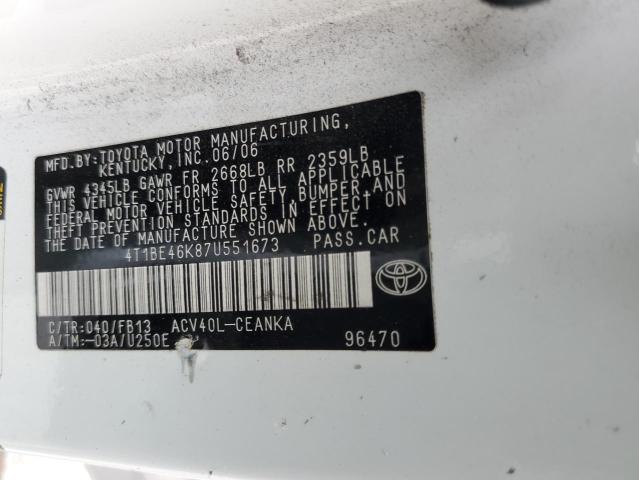 MFD.BY:TOYOTA MOTOR MANUFACTURING,
KENTUCKY, INC. 06/06
GVWR 4345LB GAWR FR 2668LB RR 2359LB
THIS VEHICLE CONFORMS TO ALL APPLICABLE
FEDERAL MOTOR VEHICLE SAFETY,BUMPER,AND
THEFT PREVENTION STANDARDS IN EFFECT ON
THE DATE OF MANUFACTURE SHOWN ABOVE.
4T1BE46K87U551673 PASS.CAR
C/TR:040/FB13 ACV40L-CEANKA
A/TM:-03A/U250E 96470